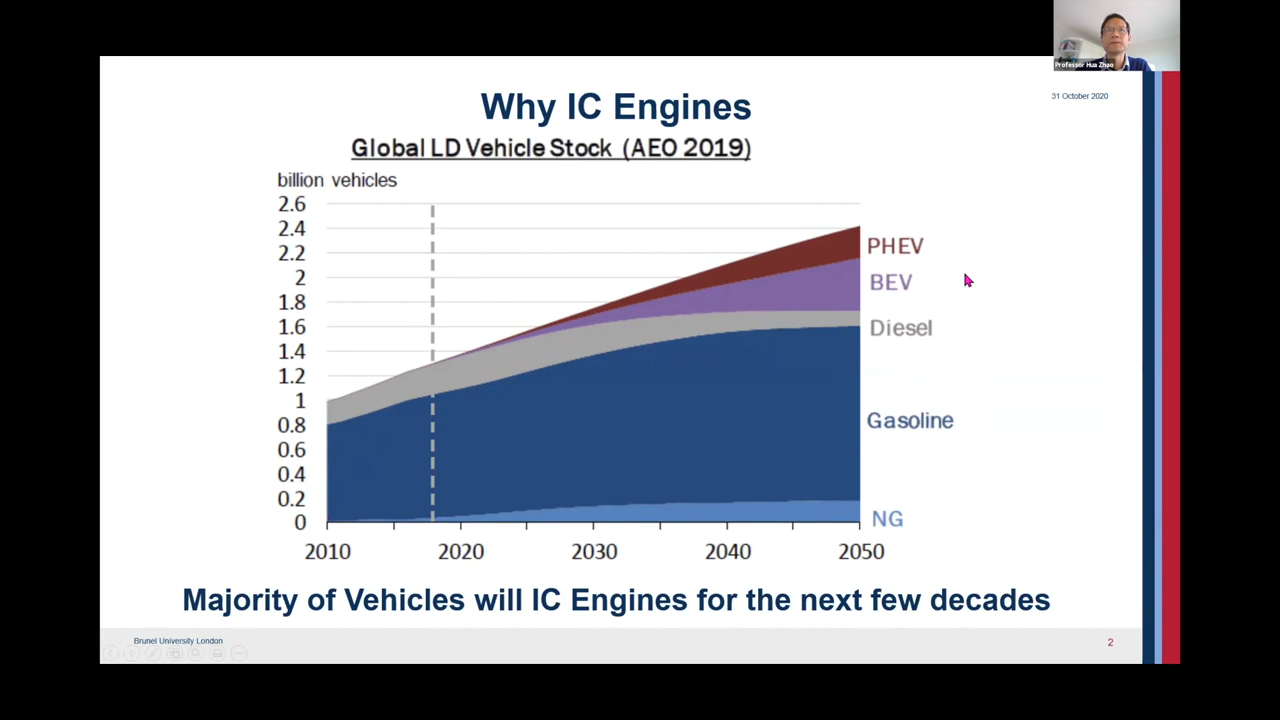 Professor Hua Zhao
31 October 2020
Why IC Engines
Global LD Vehicle Stock (AEO 2019)
billion vehicles
2.6
2.4
2.2
2
1.8
1.6
1.4
1.2
1
0.8
0.6
0.4
0.2
0
PHEV
BEV
Diesel
Gasoline
NG
2010 2020 2030 2040 2050
Majority of Vehicles will IC Engines for the next few decades
Brunel University London
2